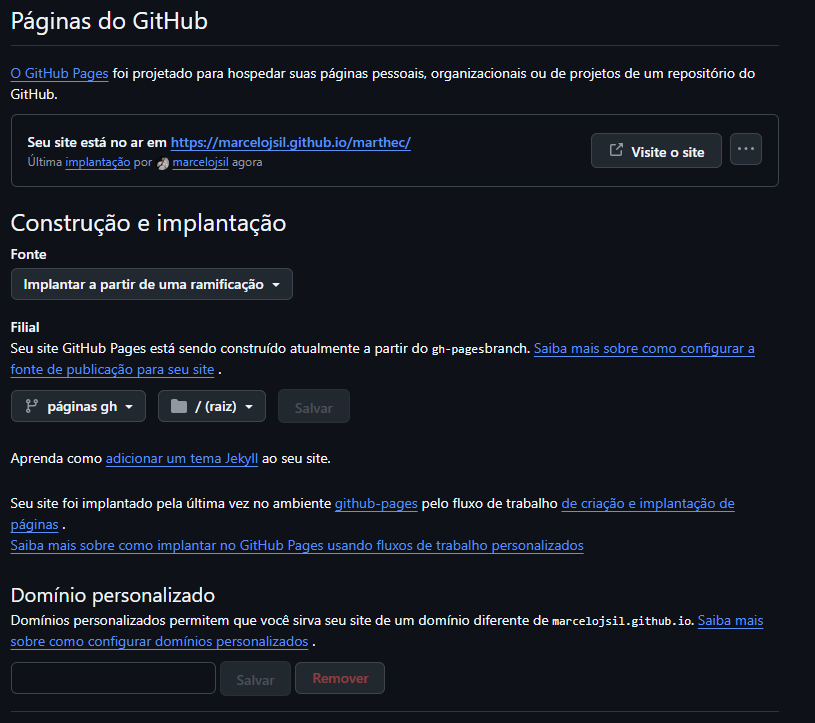 Páginas do GitHub
O GitHub Pages foi projetado para hospedar suas páginas pessoais, organizacionais ou de projetos de um repositório do
GitHub.
Seu site está no ar em https://marcelojsil.github.io/marthec/
Última implantação por marcelojsil agora
Visite o site
Construção e implantação
Fonte
Implantar a partir de uma ramificação
Filial
Seu site GitHub Pages está sendo construído atualmente a partir do gh-pagesbranch. Saiba mais sobre como configurar a
fonte de publicação para seu site .
páginas gh / (raiz) Salvar
Aprenda como adicionar um tema Jekyll ao seu site.
Seu site foi implantado pela última vez no ambiente github-pages pelo fluxo de trabalho de criação e implantação de
páginas .
Saiba mais sobre como implantar no GitHub Pages usando fluxos de trabalho personalizados
Domínio personalizado
Domínios personalizados permitem que você sirva seu site de um domínio diferente de marcelojsil.github.io. Saiba mais
sobre como configurar domínios personalizados .
Salvar Remover